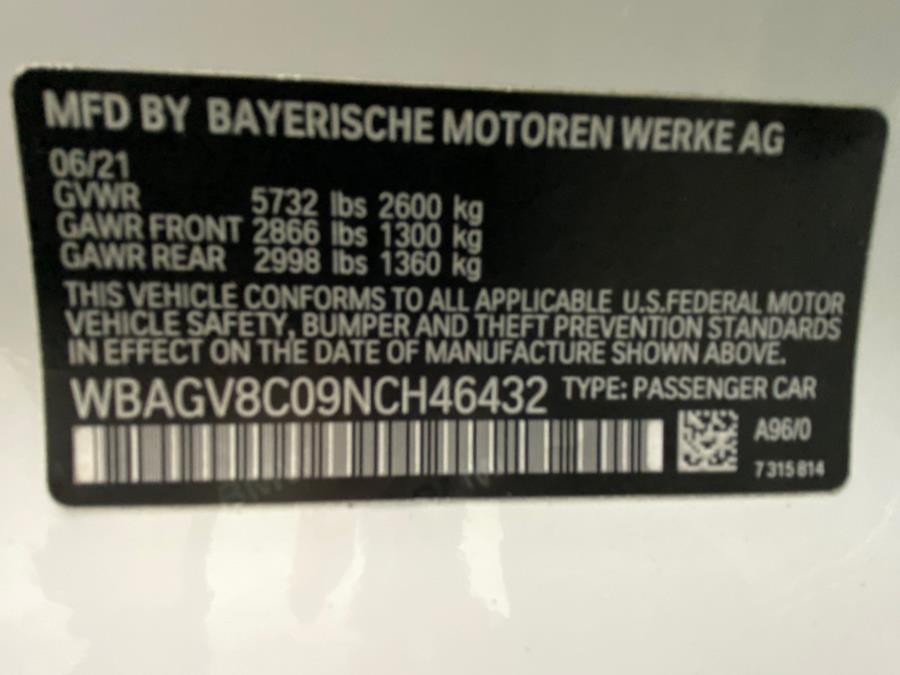 MFD BY BAYERISCHE MOTOREN WERKE AG
06/21
GVWR 5732 lbs 2600 kg
GAWR FRONT 2866 lbs 1300 kg
GAWR REAR 2998 lbs 1360 kg
THIS VEHICLE CONFORMS TO ALL APPLICABLE U.S.FEDERAL MOTOR
VEHICLE SAFETY, BUMPER AND THEFT PREVENTION STANDARDS
IN EFFECT ON THE DATE OF MANUFACTURE SHOWN ABOVE.
WBAGV8C09NCH46432 TYPE: PASSENGER CAR
A96/0
7 315 814